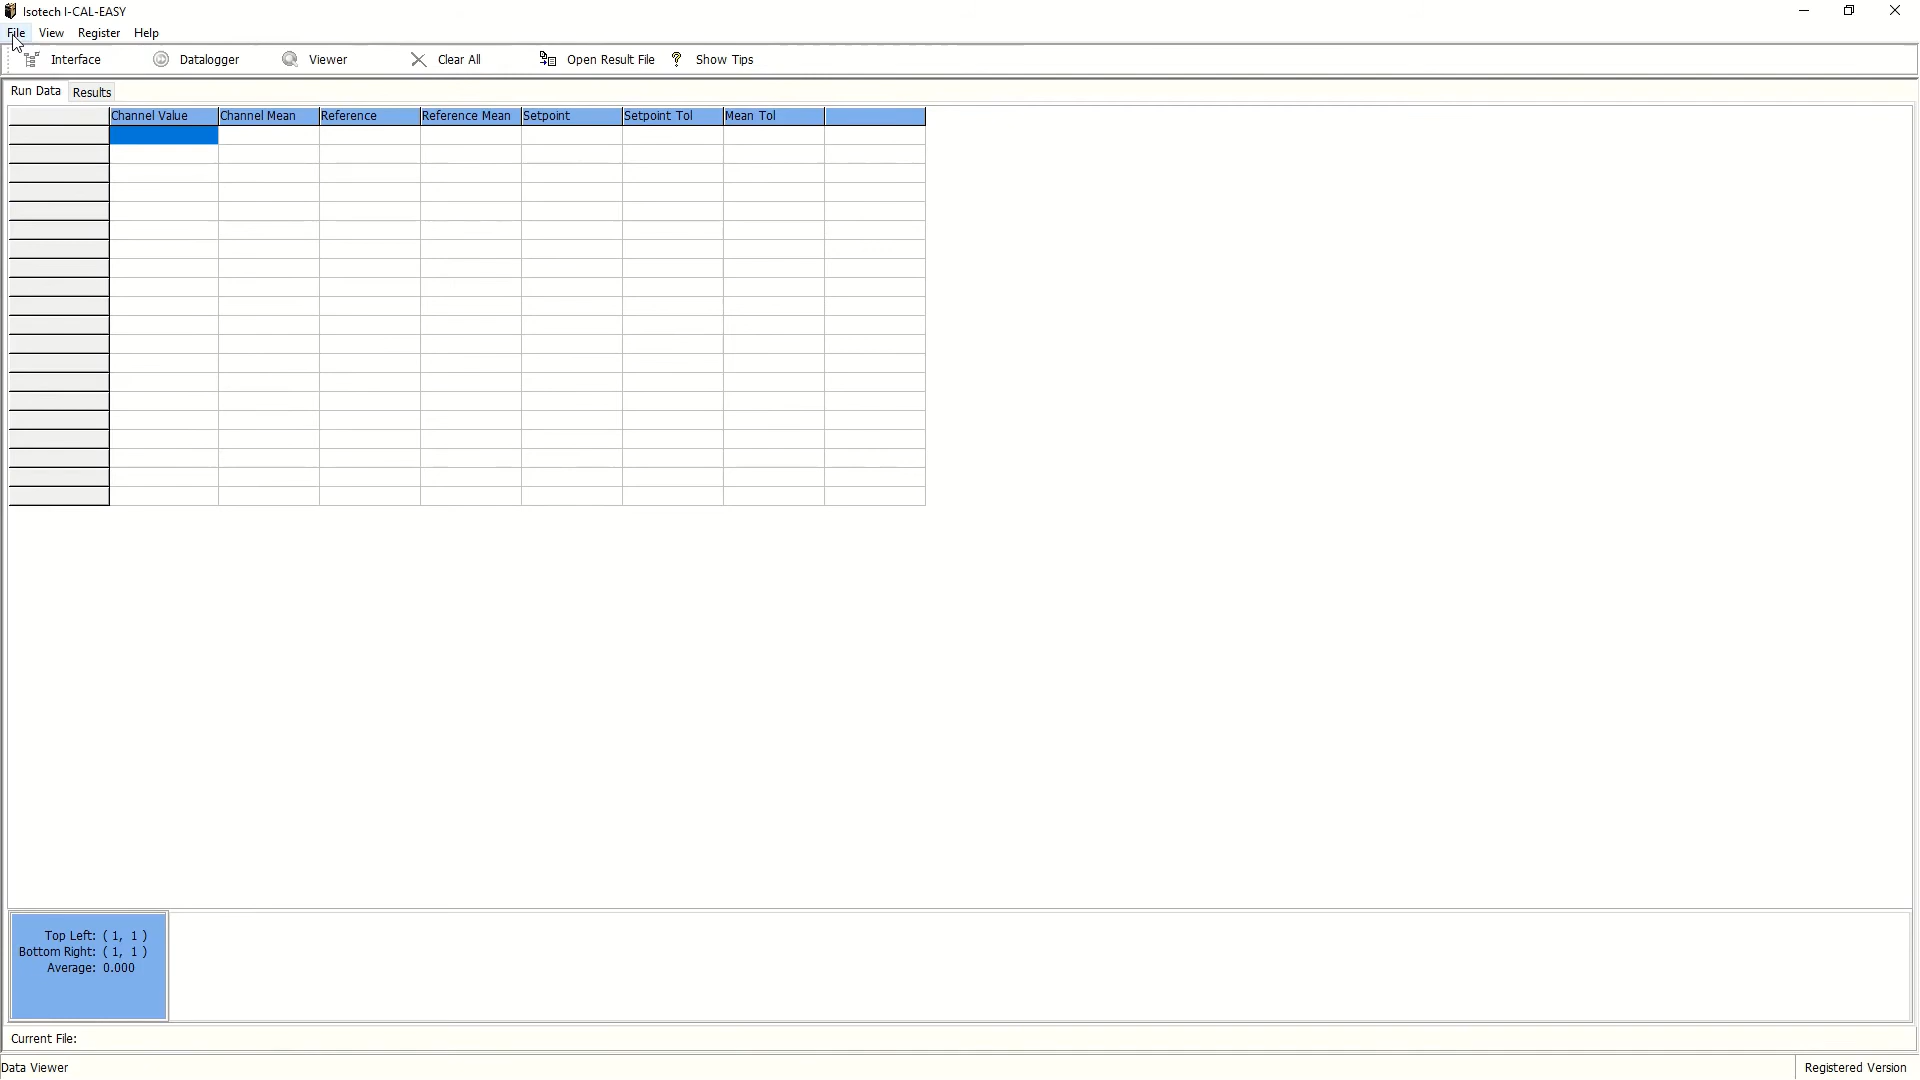 Isotech I-CAL-EASY
File View Register Help
Interface Datalogger Viewer Clear All Open Result File ? Show Tips
Run Data Results
Channel Value Channel Mean Reference Reference Mean Setpoint Setpoint Tol Mean Tol
Top Left: ( 1, 1 )
Bottom Right: ( 1, 1 )
Average: 0.000
Current File:
Data Viewer Registered Version